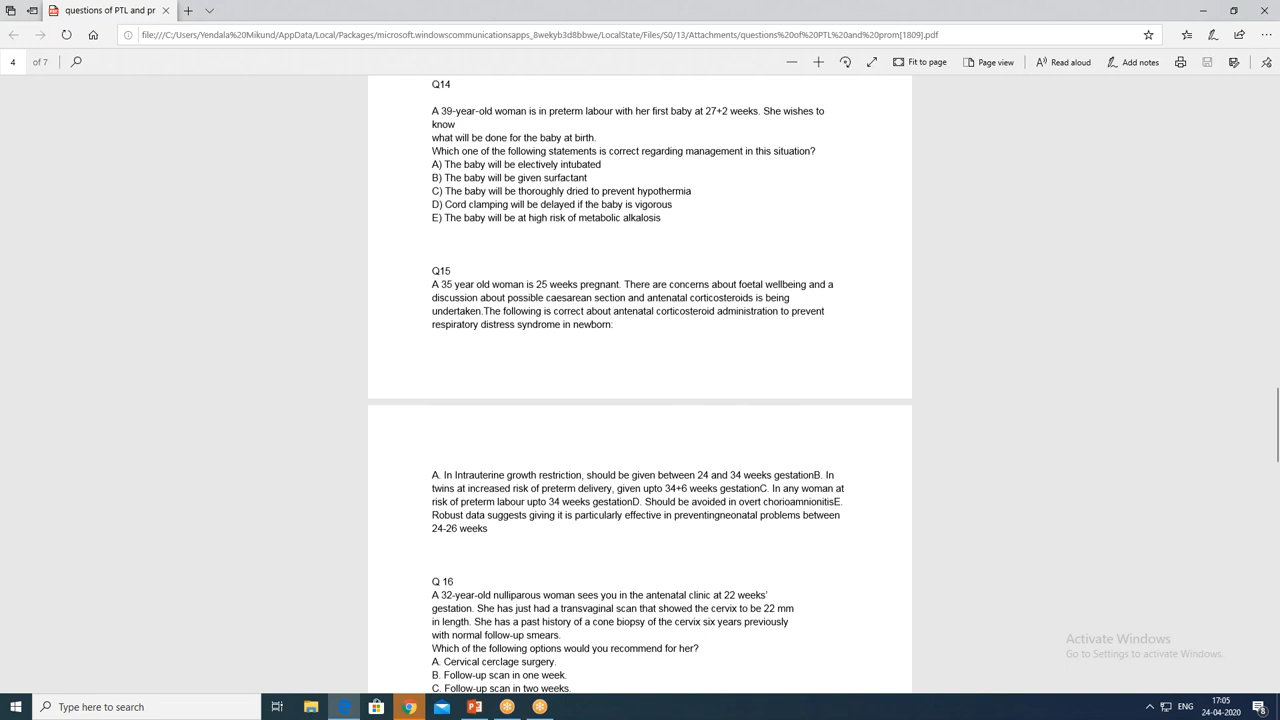 questions of PTL and pr
file:///C:/Users/Yendala%20Mikund/AppData/Local/Packages/microsoft.windowscommunicationsapps_8wekyb3d8bbwe/LocalState/Files/S0/13/Attachments/questions%20of%20PTL%20and%20prom[1809].pdf
4 of 7 Fit to page Page view Read aloud Add notes
Q14
A 39-year-old woman is in preterm labour with her first baby at 27+2 weeks. She wishes to
know
what will be done for the baby at birth.
Which one of the following statements is correct regarding management in this situation?
A) The baby will be electively intubated
B) The baby will be given surfactant
C) The baby will be thoroughly dried to prevent hypothermia
D) Cord clamping will be delayed if the baby is vigorous
E) The baby will be at high risk of metabolic alkalosis
Q15
A 35 year old woman is 25 weeks pregnant. There are concerns about foetal wellbeing and a
discussion about possible caesarean section and antenatal corticosteroids is being
undertaken.The following is correct about antenatal corticosteroid administration to prevent
respiratory distress syndrome in newborn:
A. In Intrauterine growth restriction, should be given between 24 and 34 weeks gestationB. In
twins at increased risk of preterm delivery, given upto 34+6 weeks gestationC. In any woman at
risk of preterm labour upto 34 weeks gestationD. Should be avoided in overt chorioamnionitisE.
Robust data suggests giving it is particularly effective in preventingneonatal problems between
24-26 weeks
Q 16
A 32-year-old nulliparous woman sees you in the antenatal clinic at 22 weeks'
gestation. She has just had a transvaginal scan that showed the cervix to be 22 mm
in length. She has a past history of a cone biopsy of the cervix six years previously
with normal follow-up smears.
Which of the following options would you recommend for her?
A. Cervical cerclage surgery.
B. Follow-up scan in one week.
C. Follow-up scan in two weeks.
Activate Windows
Go to Settings to activate Windows.
Type here to search
ENG
17:05
24-04-2020